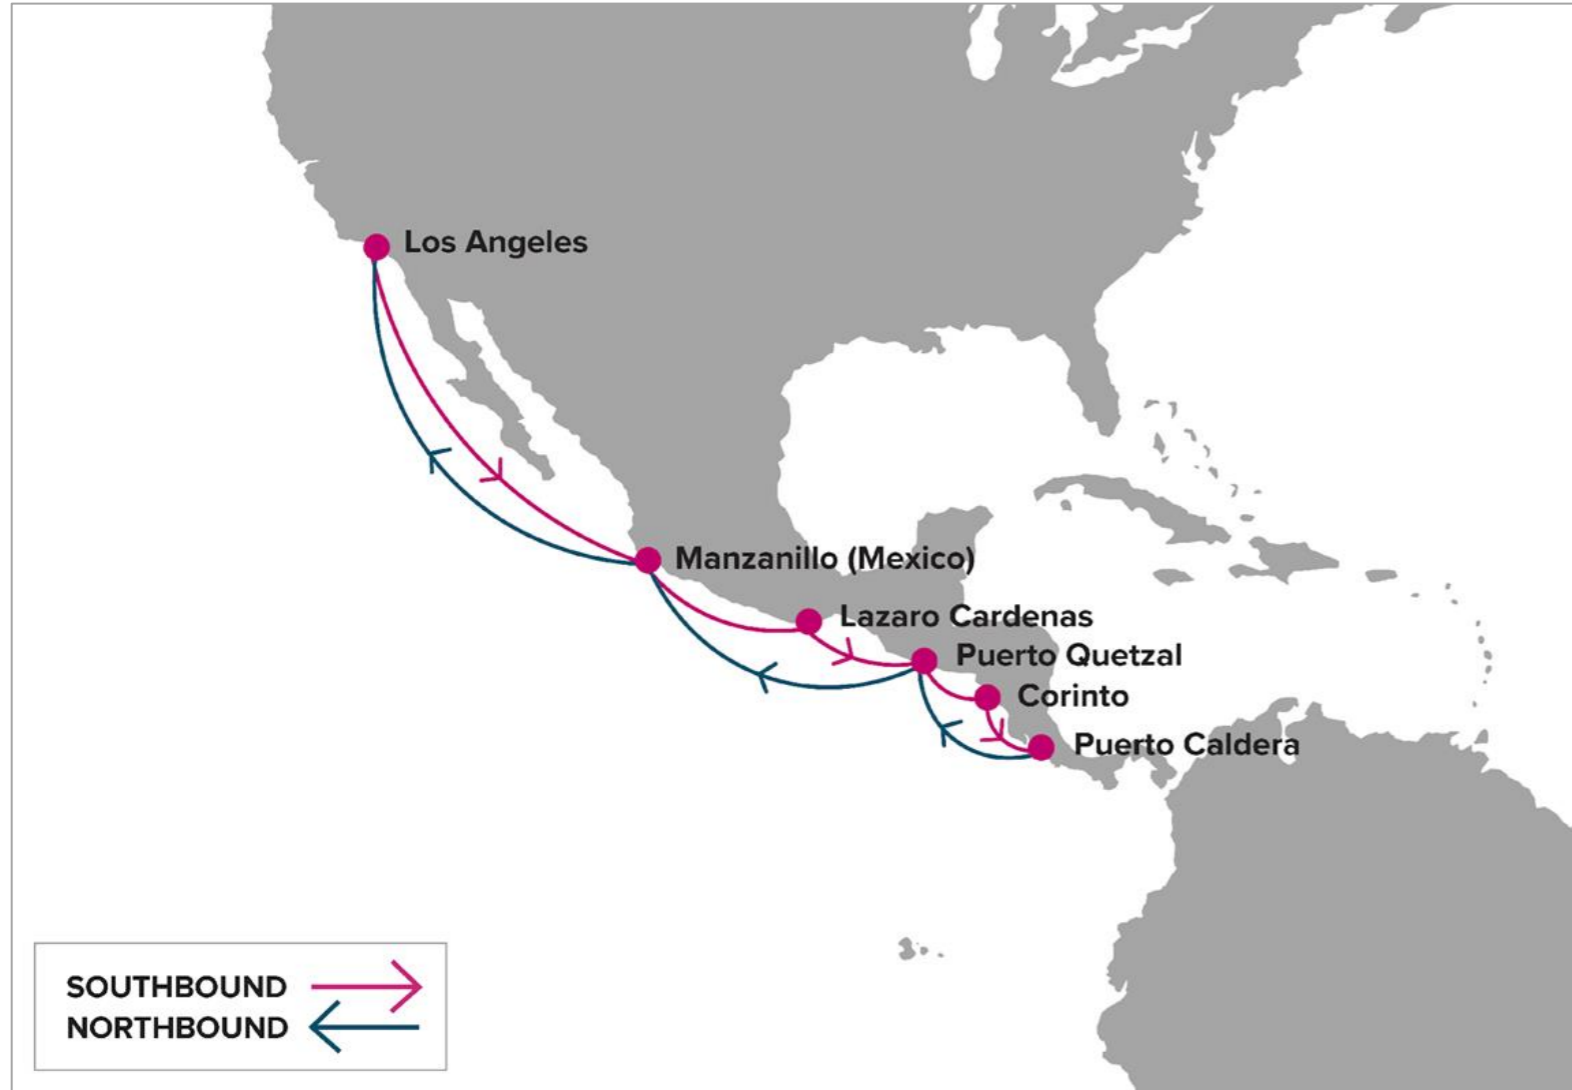 Los Angeles
Manzanillo (Mexico)
Lazaro Cardenas
Puerto Quetzal
Corinto
Puerto Caldera
SOUTHBOUND
NORTHBOUND